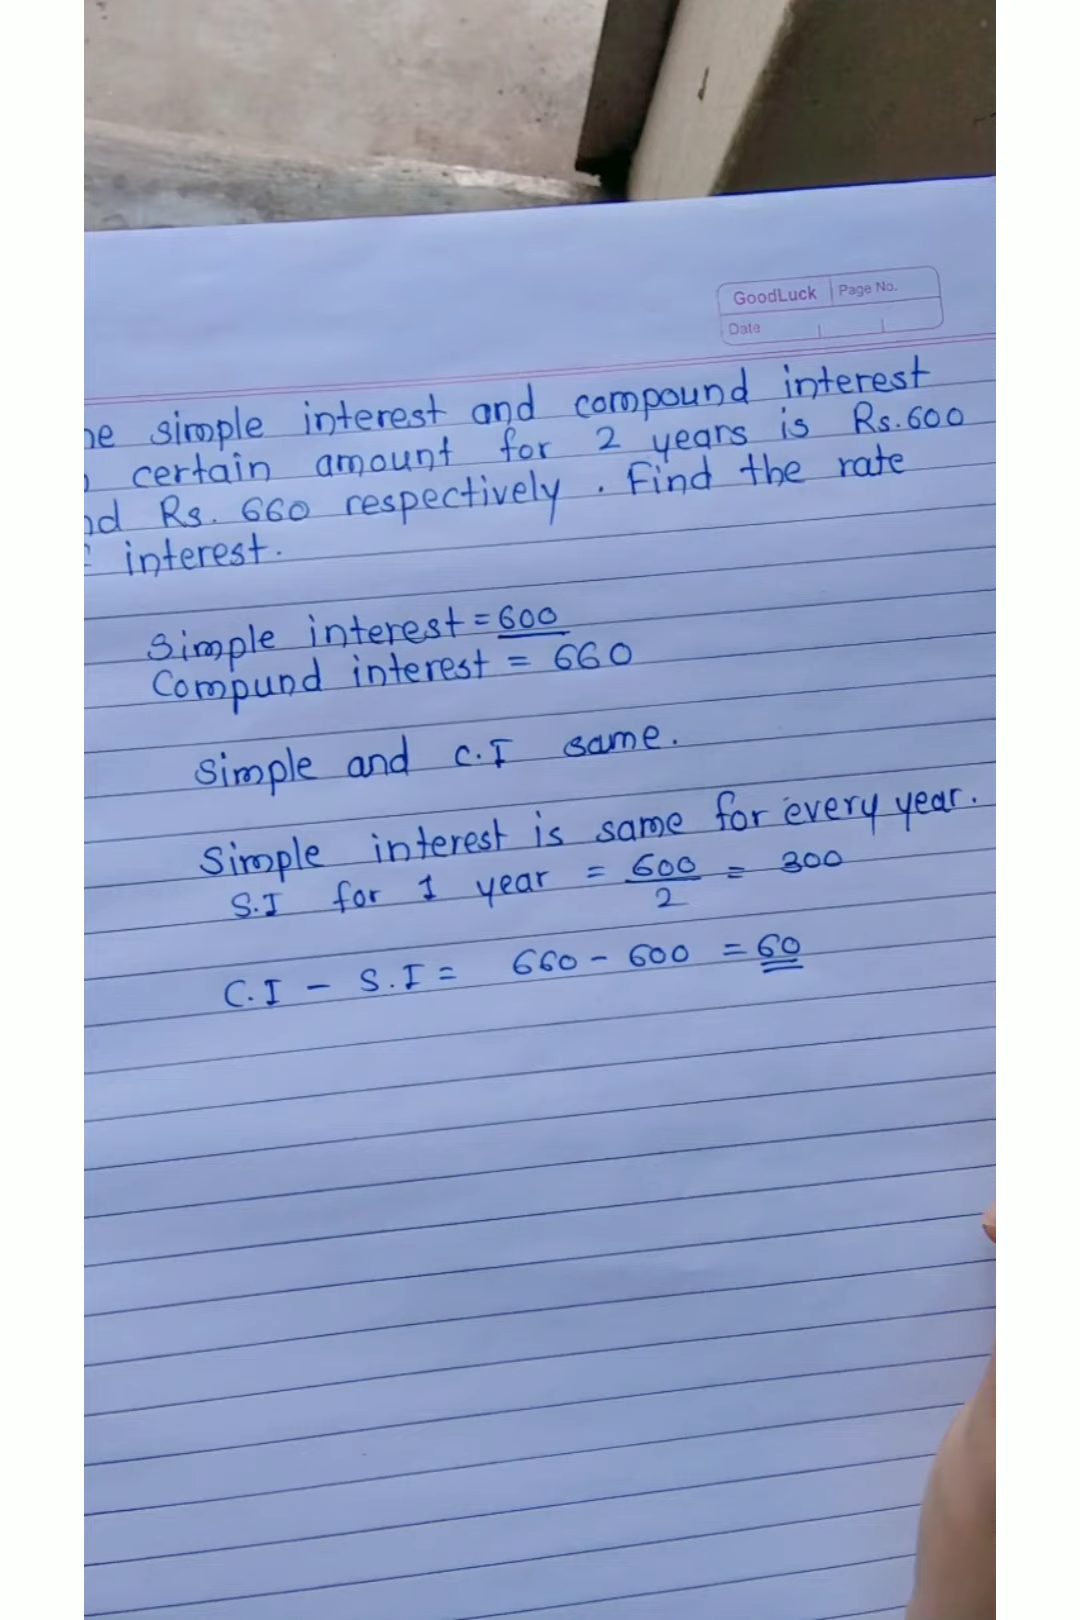 GoodLuck Page No.
Date
he simple interest and compound interest
certain amount for 2 years is Rs.600
nd Rs. 660 respectively. Find the rate
interest.
Simple interest = 600
Compund interest = 660
Simple and C.I same.
Simple interest is same for every year.
S.I for 1 year = 600/2 = 300
C.I - S.I = 660 - 600 = 60